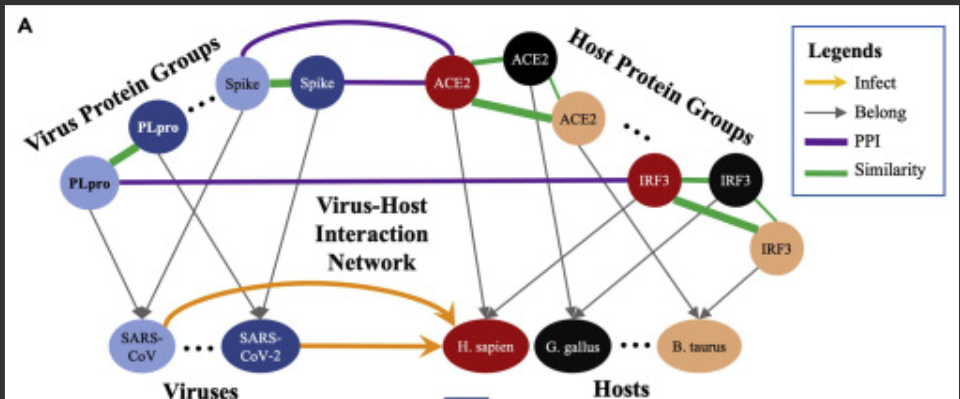 A
Virus Protein Groups
Host Protein Groups
Spike
Spike
ACE2
ACE2
ACE2
PLpro
PLpro
IRF3
IRF3
IRF3
Legends
Infect
Belong
PPI
Similarity
Virus-Host
Interaction
Network
SARS-
CoV
SARS-
CoV-2
H. sapien
G. gallus
B. taurus
Viruses
Hosts